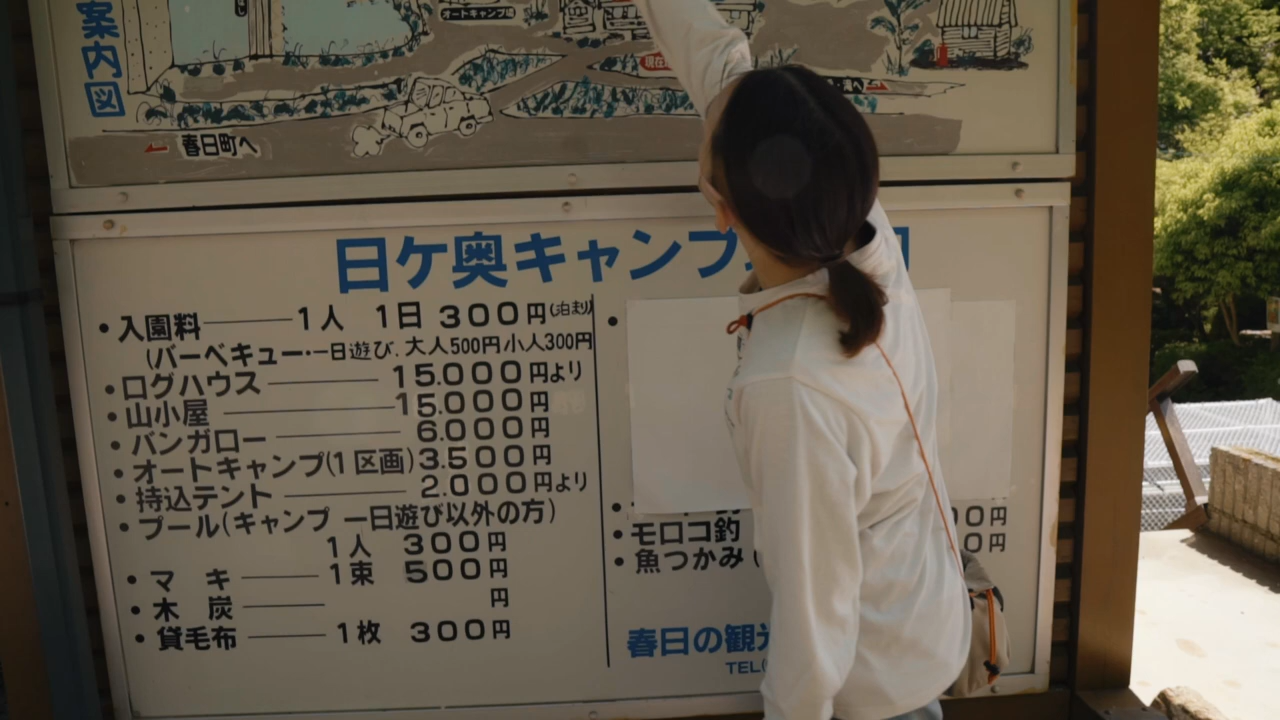 案内図
オートキャンプ場
現在
春日町へ
日ケ奥キャンプ
・入園料――1人 1日 300円(泊まり)
(バーベキュー・一日遊び.大人500円小人300円
・ログハウス――15.000円より
・山小屋――15.000円
・バンガロー――6.000円
・オートキャンプ(1区画)3.500円
・持込テント――2.000円より
・プール(キャンプ 一日遊び以外の方)
1人 300円
・マキ――1束 500円
・木炭―― 円
・貸毛布――1枚 300円
0円
・モロコ釣 0円
・魚つかみ(
春日の観光
TEL(